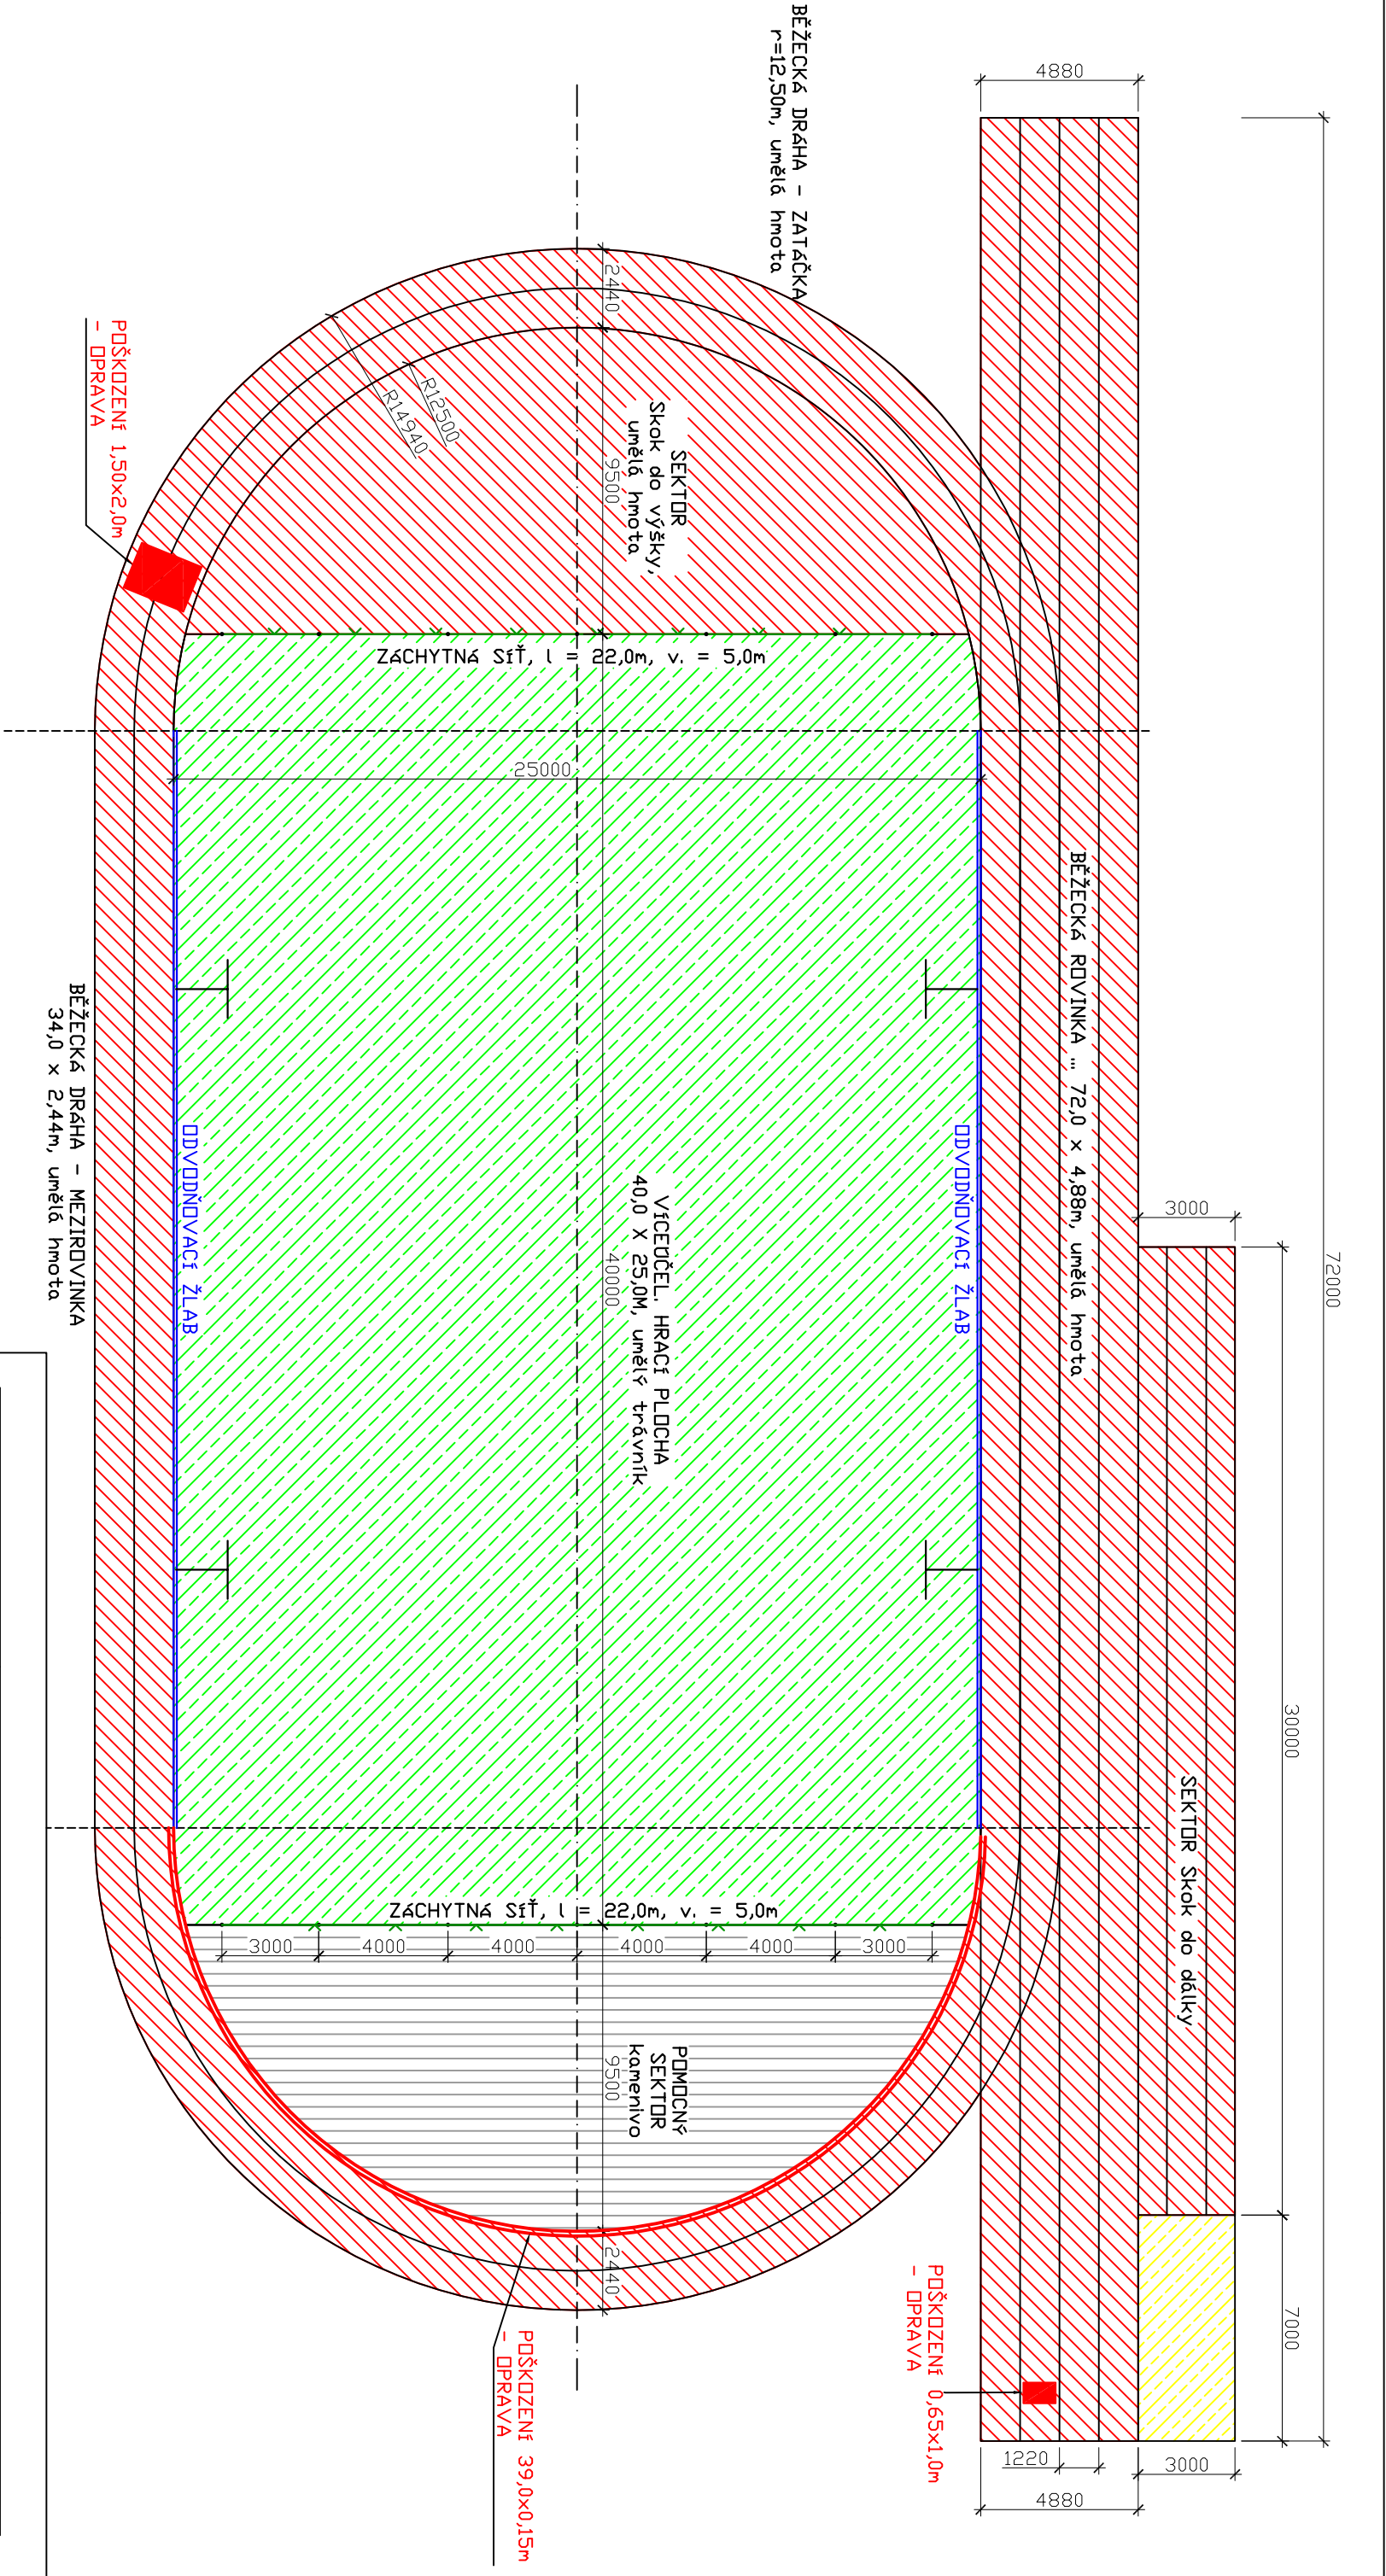 72000
30000
7000
3000
3000
4880
4880
1220
SEKTOR Skok do dálky
BĚŽECKÁ ROVINKA ... 72,0 x 4,88m, umělá hmota
BĚŽECKÁ DRÁHA - ZATÁČKA
r=12,50m, umělá hmota
POŠKOZENÍ 0,65x1,0m
- OPRAVA
ODVODŇOVACÍ ŽLAB
2440
9500
40000
9500
2440
25000
R12500
R14940
SEKTOR
Skok do výšky,
umělá hmota
ZÁCHYTNÁ SÍŤ, l = 22,0m, v. = 5,0m
VÍCEÚČEL. HRACÍ PLOCHA
40,0 X 25,0M, umělý trávník
ZÁCHYTNÁ SÍŤ, l = 22,0m, v. = 5,0m
3000
4000
4000
4000
4000
3000
POMOCNÝ
SEKTOR
kamenivo
POŠKOZENÍ 39,0x0,15m
- OPRAVA
ODVODŇOVACÍ ŽLAB
POŠKOZENÍ 1,50x2,0m
- OPRAVA
BĚŽECKÁ DRÁHA - MEZIROVINKA
34,0 x 2,44m, umělá hmota